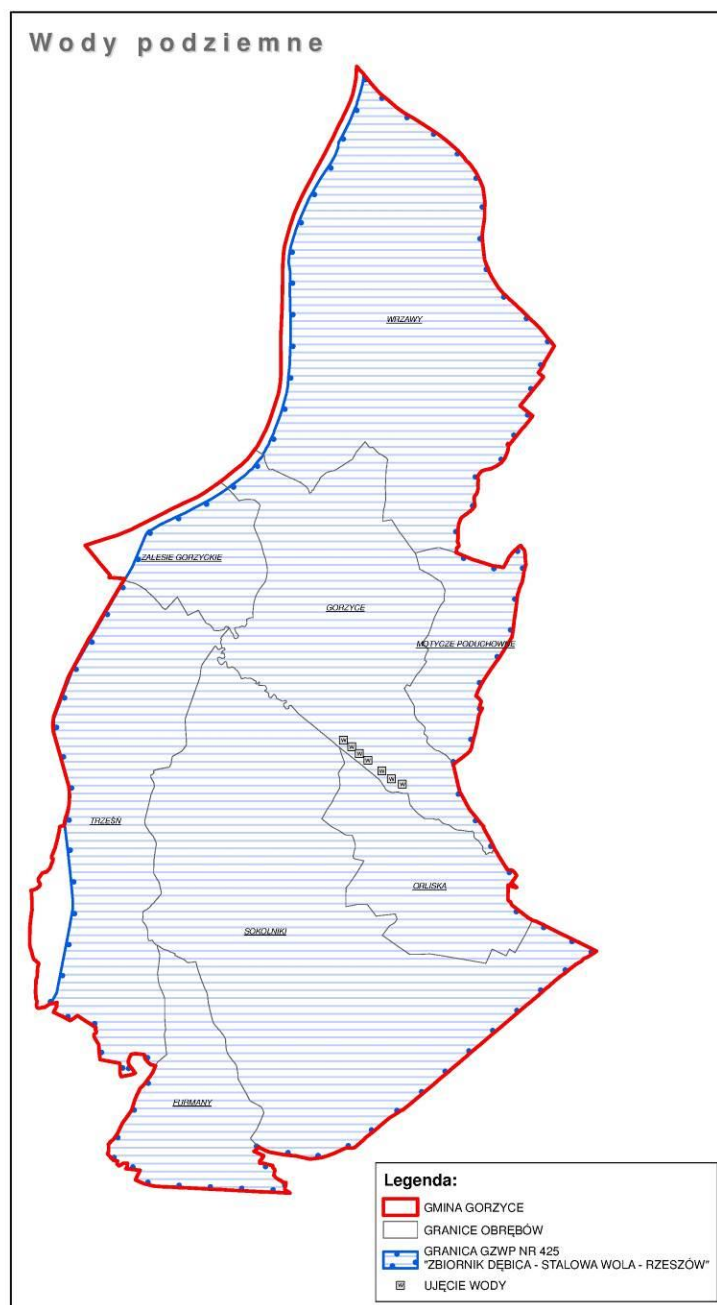 Wody podziemne
WRZAWY
ZALESIE GORZYCKIE
GORZYCE
MOTYCZE PODUCHOWNE
W W W W W W W
TRZEŚŃ
ORLISKA
SOKOLNIKI
FURMANY
Legenda:
GMINA GORZYCE
GRANICE OBRĘBÓW
GRANICA GZWP NR 425
"ZBIORNIK DĘBICA - STALOWA WOLA - RZESZÓW"
W UJĘCIE WODY